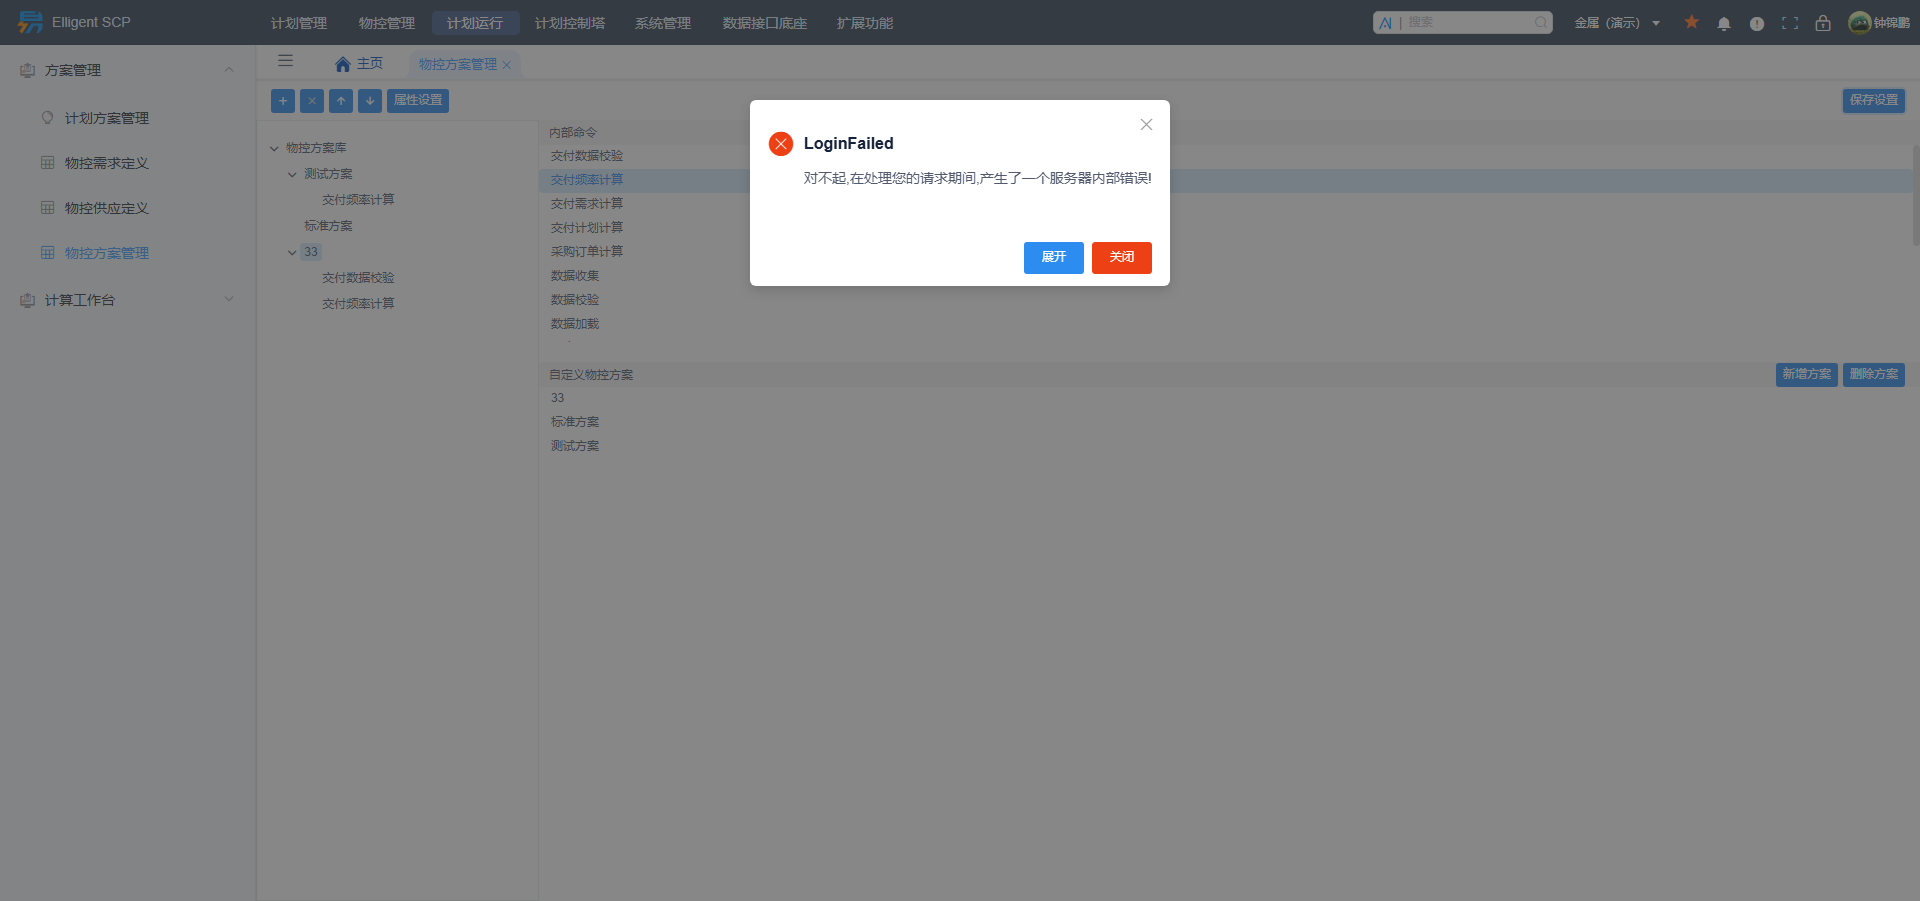 Elligent SCP
计划管理
物控管理
计划运行
计划控制塔
系统管理
数据接口底座
扩展功能
AI | 搜索
金属（演示）
钟锦鹏
方案管理
计划方案管理
物控需求定义
物控供应定义
物控方案管理
计算工作台
主页
物控方案管理
属性设置
保存设置
物控方案库
测试方案
交付频率计算
标准方案
33
交付数据校验
交付频率计算
内部命令
交付数据校验
交付频率计算
交付需求计算
交付计划计算
采购订单计算
数据收集
数据校验
数据加载
自定义物控方案
新增方案
删除方案
33
标准方案
测试方案
LoginFailed
对不起,在处理您的请求期间,产生了一个服务器内部错误!
展开
关闭